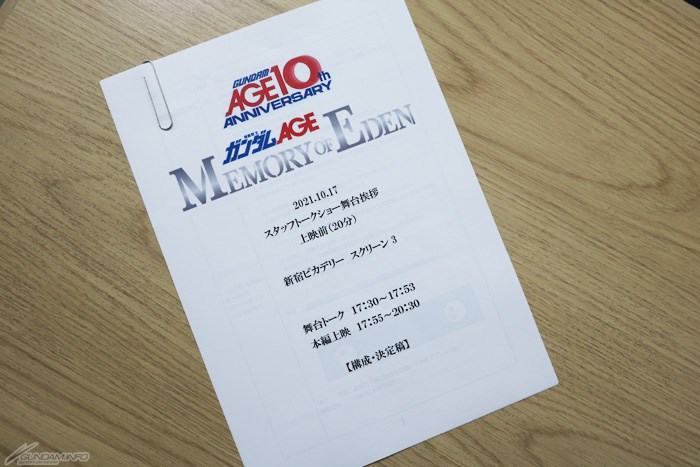 GUNDAM
AGE10th
ANNIVERSARY
機動戦士
ガンダムAGE
MEMORY OF EDEN
2021.10.17
スタッフトークショー舞台挨拶
上映前(20分)
新宿ピカデリー スクリーン3
舞台トーク 17:30～17:53
本編上映 17:55～20:30
【構成・決定稿】
GUNDAM.INFO